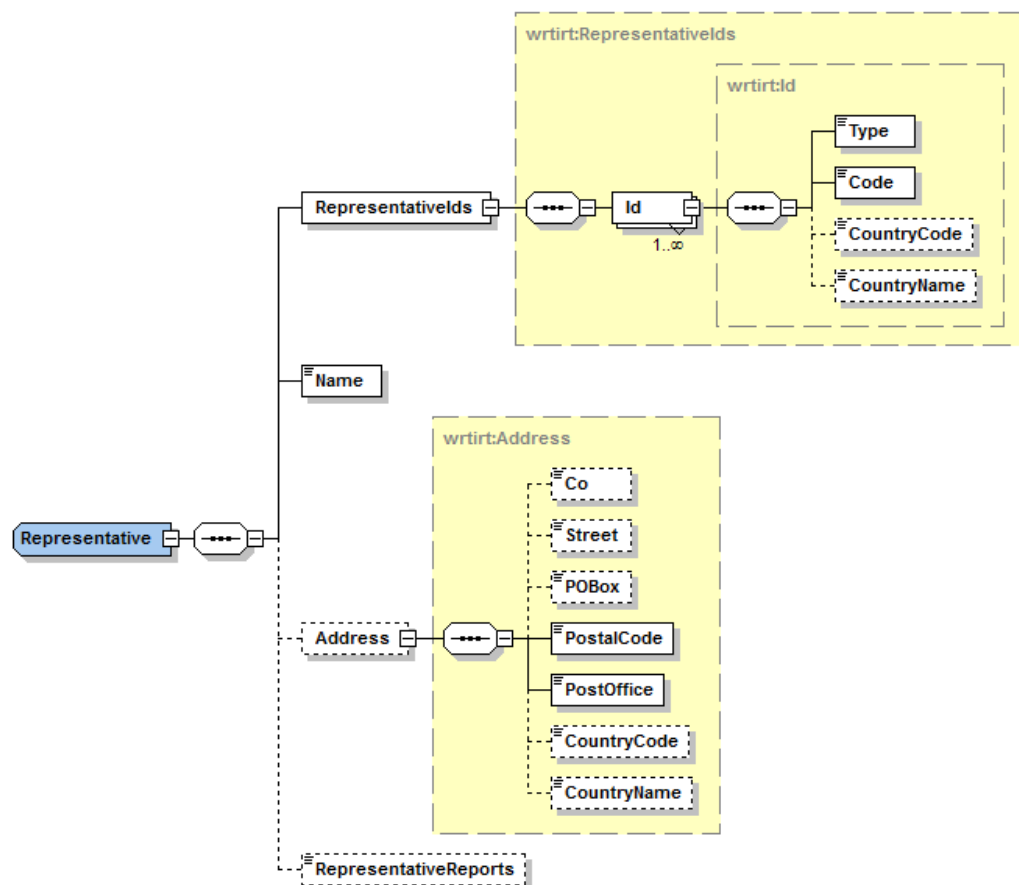 wrtirt:RepresentativeIds
wrtirt:Id
Type
Code
RepresentativeIds
Id
CountryCode
1..∞
CountryName
Name
wrtirt:Address
Co
Street
Representative
POBox
Address
PostalCode
PostOffice
CountryCode
CountryName
RepresentativeReports